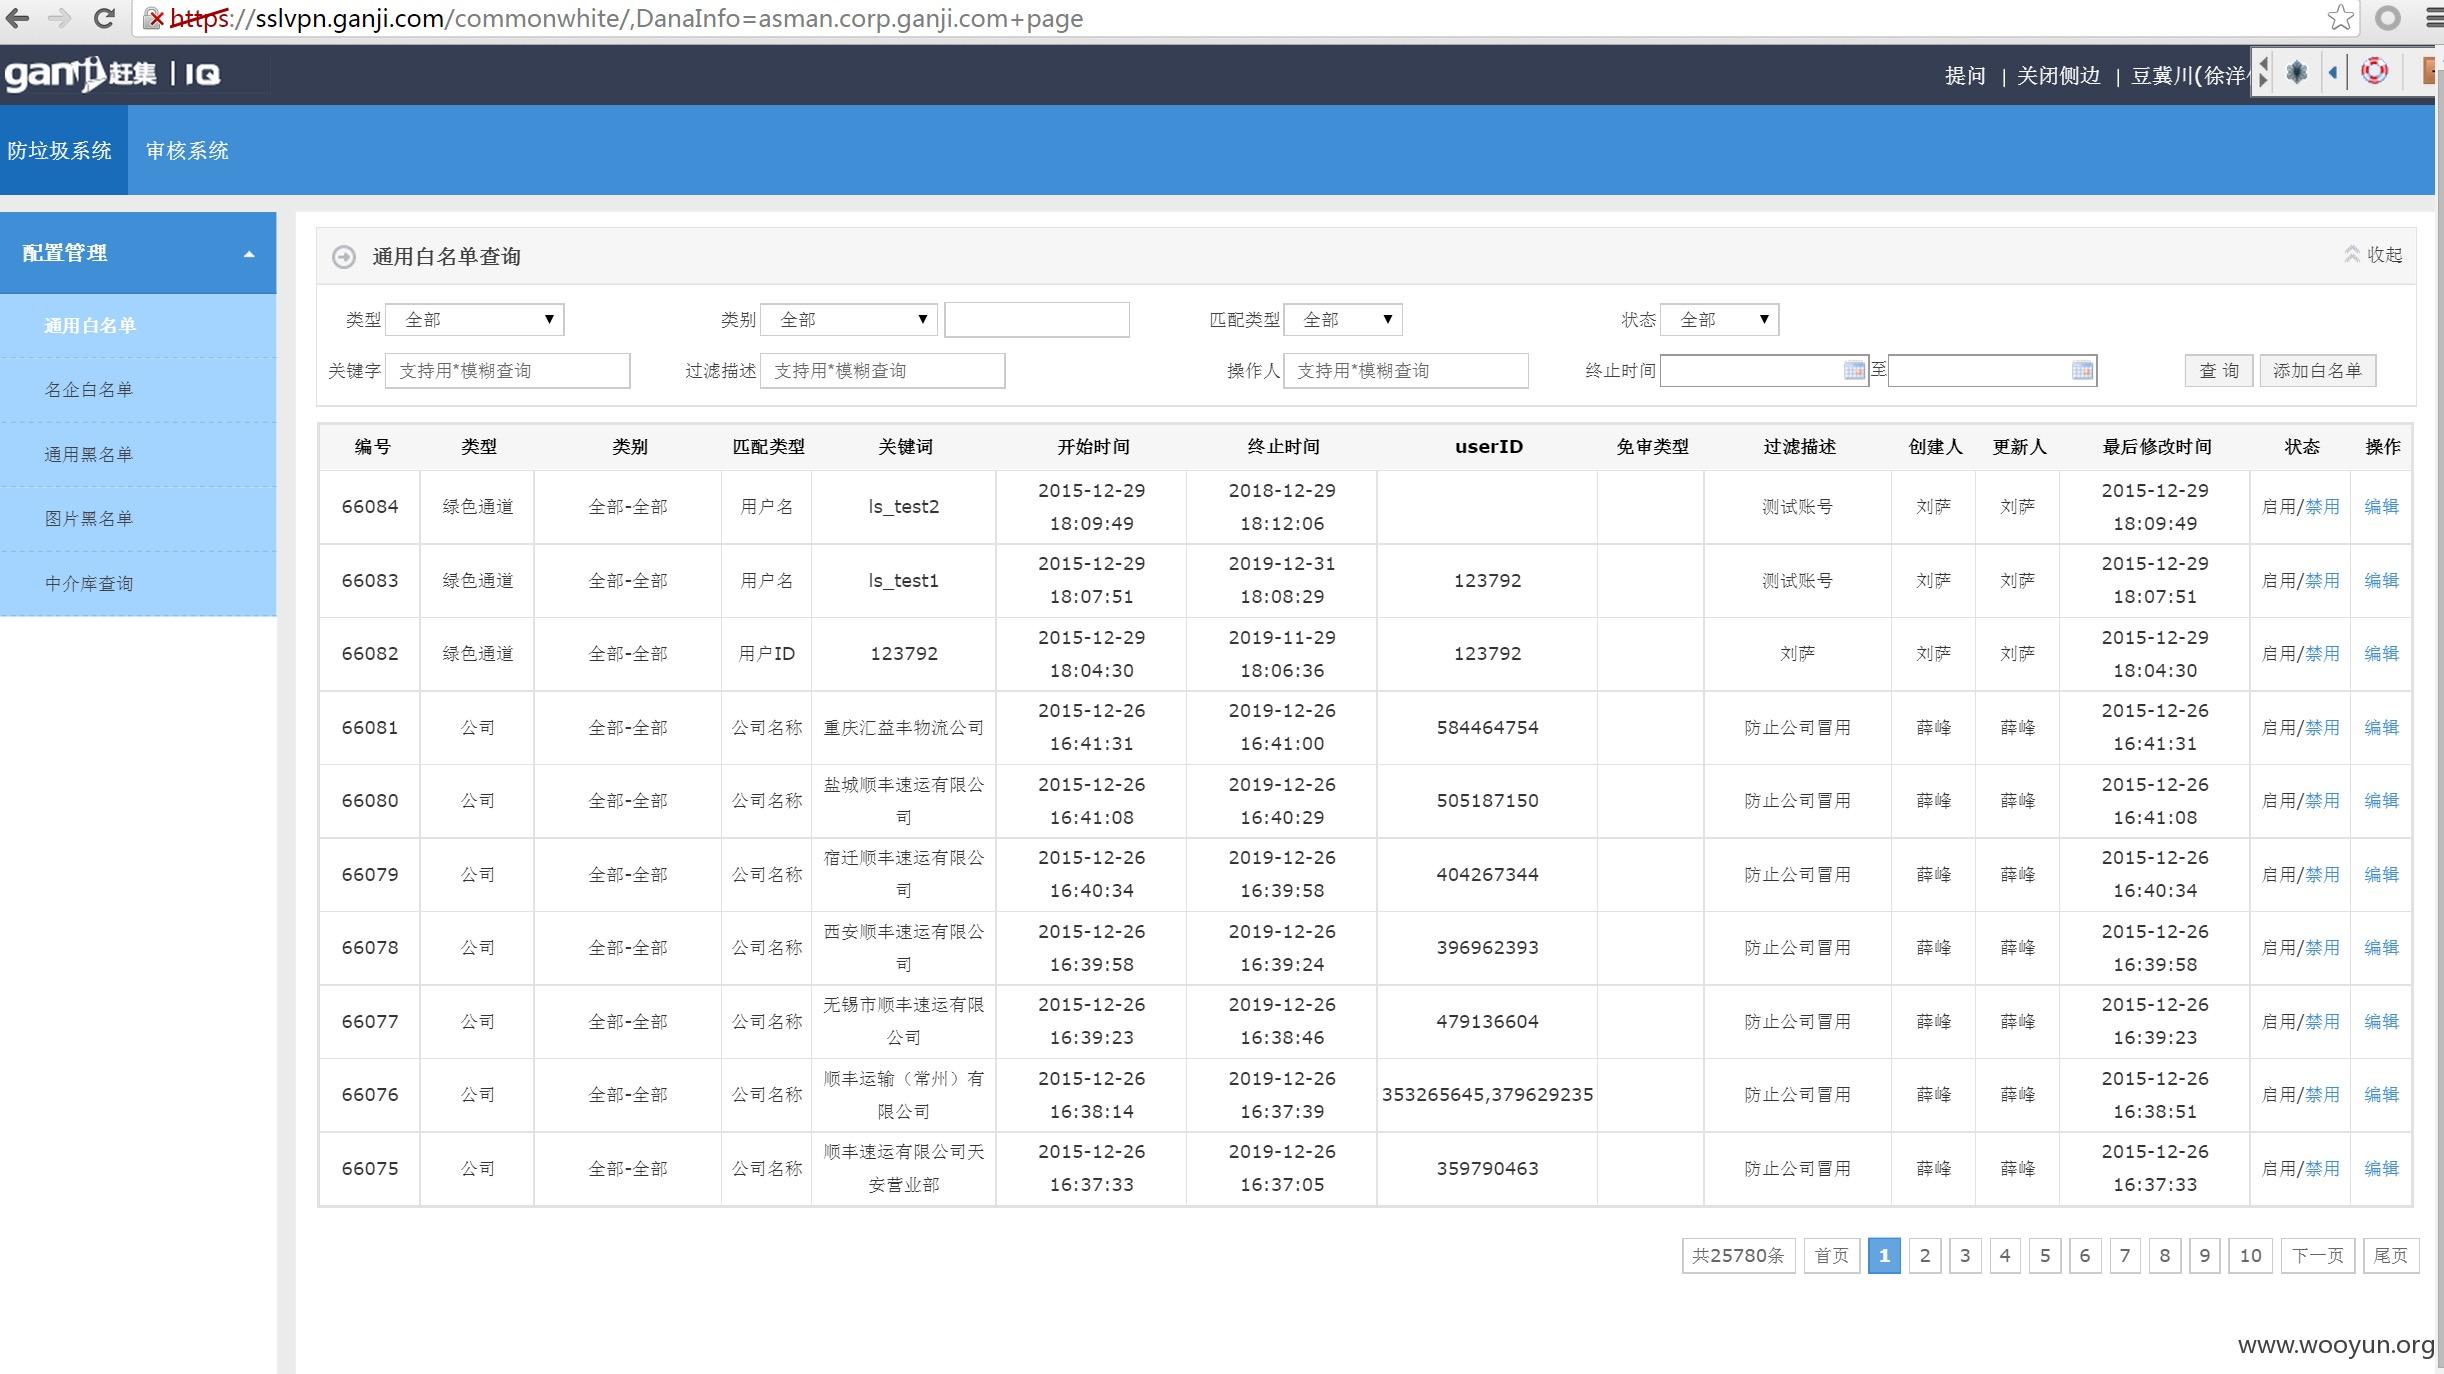 https://sslvpn.ganji.com/commonwhite/,DanaInfo=asman.corp.ganji.com+page
ganji赶集 | IQ
提问 | 关闭侧边 | 豆冀川(徐洋
防垃圾系统 审核系统
配置管理
通用白名单
名企白名单
通用黑名单
图片黑名单
中介库查询
通用白名单查询 收起
类型 全部 类别 全部 匹配类型 全部 状态 全部
关键字 支持用*模糊查询 过滤描述 支持用*模糊查询 操作人 支持用*模糊查询 终止时间 至 查 询 添加白名单
编号 类型 类别 匹配类型 关键词 开始时间 终止时间 userID 免审类型 过滤描述 创建人 更新人 最后修改时间 状态 操作
66084 绿色通道 全部-全部 用户名 ls_test2 2015-12-29 18:09:49 2018-12-29 18:12:06 测试账号 刘萨 刘萨 2015-12-29 18:09:49 启用/禁用 编辑
66083 绿色通道 全部-全部 用户名 ls_test1 2015-12-29 18:07:51 2019-12-31 18:08:29 123792 测试账号 刘萨 刘萨 2015-12-29 18:07:51 启用/禁用 编辑
66082 绿色通道 全部-全部 用户ID 123792 2015-12-29 18:04:30 2019-11-29 18:06:36 123792 刘萨 刘萨 刘萨 2015-12-29 18:04:30 启用/禁用 编辑
66081 公司 全部-全部 公司名称 重庆汇益丰物流公司 2015-12-26 16:41:31 2019-12-26 16:41:00 584464754 防止公司冒用 薛峰 薛峰 2015-12-26 16:41:31 启用/禁用 编辑
66080 公司 全部-全部 公司名称 盐城顺丰速运有限公司 2015-12-26 16:41:08 2019-12-26 16:40:29 505187150 防止公司冒用 薛峰 薛峰 2015-12-26 16:41:08 启用/禁用 编辑
66079 公司 全部-全部 公司名称 宿迁顺丰速运有限公司 2015-12-26 16:40:34 2019-12-26 16:39:58 404267344 防止公司冒用 薛峰 薛峰 2015-12-26 16:40:34 启用/禁用 编辑
66078 公司 全部-全部 公司名称 西安顺丰速运有限公司 2015-12-26 16:39:58 2019-12-26 16:39:24 396962393 防止公司冒用 薛峰 薛峰 2015-12-26 16:39:58 启用/禁用 编辑
66077 公司 全部-全部 公司名称 无锡市顺丰速运有限公司 2015-12-26 16:39:23 2019-12-26 16:38:46 479136604 防止公司冒用 薛峰 薛峰 2015-12-26 16:39:23 启用/禁用 编辑
66076 公司 全部-全部 公司名称 顺丰运输（常州）有限公司 2015-12-26 16:38:14 2019-12-26 16:37:39 353265645,379629235 防止公司冒用 薛峰 薛峰 2015-12-26 16:38:51 启用/禁用 编辑
66075 公司 全部-全部 公司名称 顺丰速运有限公司天安营业部 2015-12-26 16:37:33 2019-12-26 16:37:05 359790463 防止公司冒用 薛峰 薛峰 2015-12-26 16:37:33 启用/禁用 编辑
共25780条 首页 1 2 3 4 5 6 7 8 9 10 下一页 尾页
www.wooyun.org